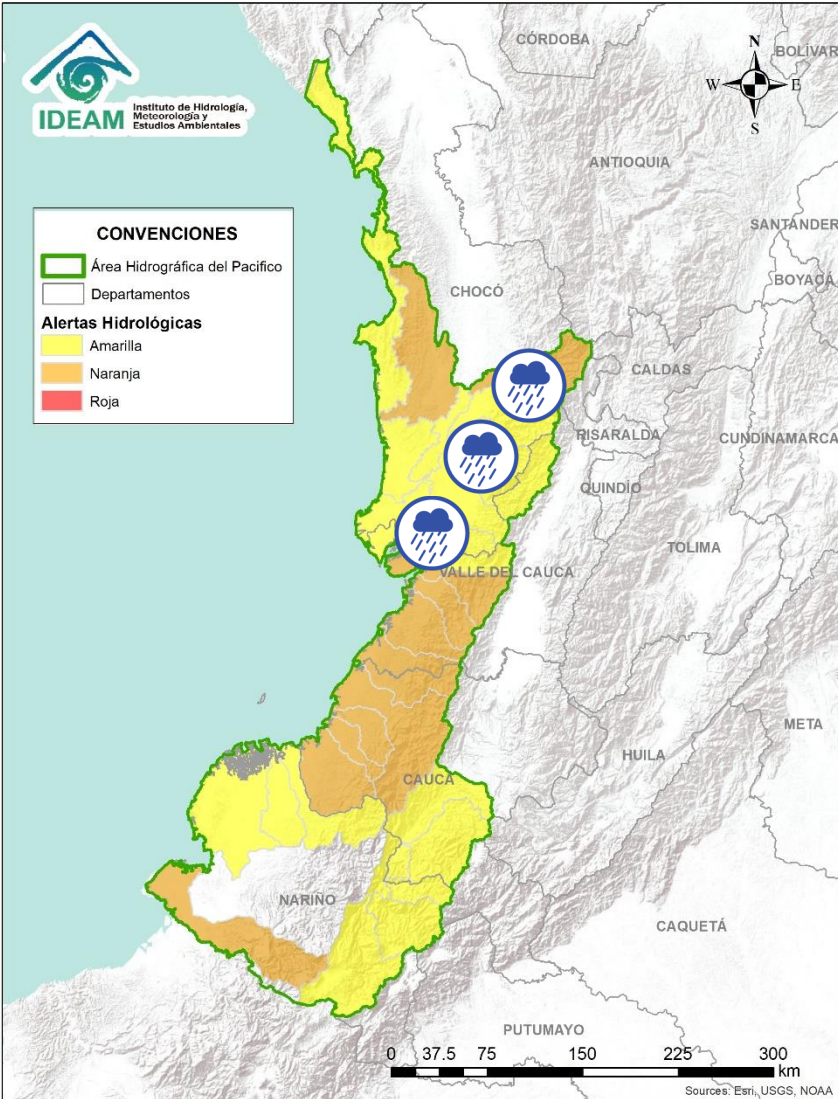 IDEAM
Instituto de Hidrología,
Meteorología y
Estudios Ambientales
CONVENCIONES
Área Hidrográfica del Pacifico
Departamentos
Alertas Hidrológicas
Amarilla
Naranja
Roja
N
W
E
S
CÓRDOBA
BOLÍVAR
ANTIOQUIA
SANTANDER
BOYACÁ
CHOCÓ
CALDAS
RISARALDA
CUNDINAMARCA
QUINDÍO
TOLIMA
VALLE DEL CAUCA
META
HUILA
CAUCA
NARIÑO
CAQUETÁ
PUTUMAYO
0 37.5 75 150 225 300
km
Sources: Esri, USGS, NOAA